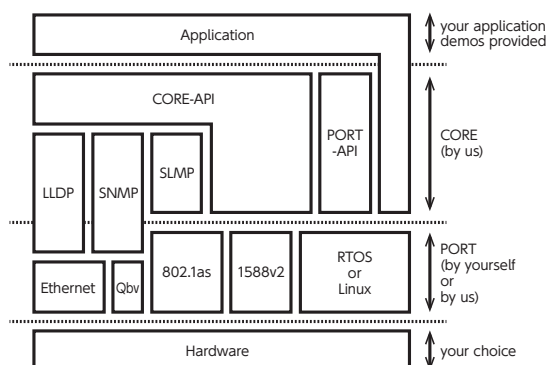 Application
your application
demos provided
CORE-API
PORT
-API
CORE
(by us)
LLDP
SNMP
SLMP
Ethernet
Qbv
802.1as
1588v2
RTOS
or
Linux
PORT
(by yourself
or
by us)
Hardware
your choice